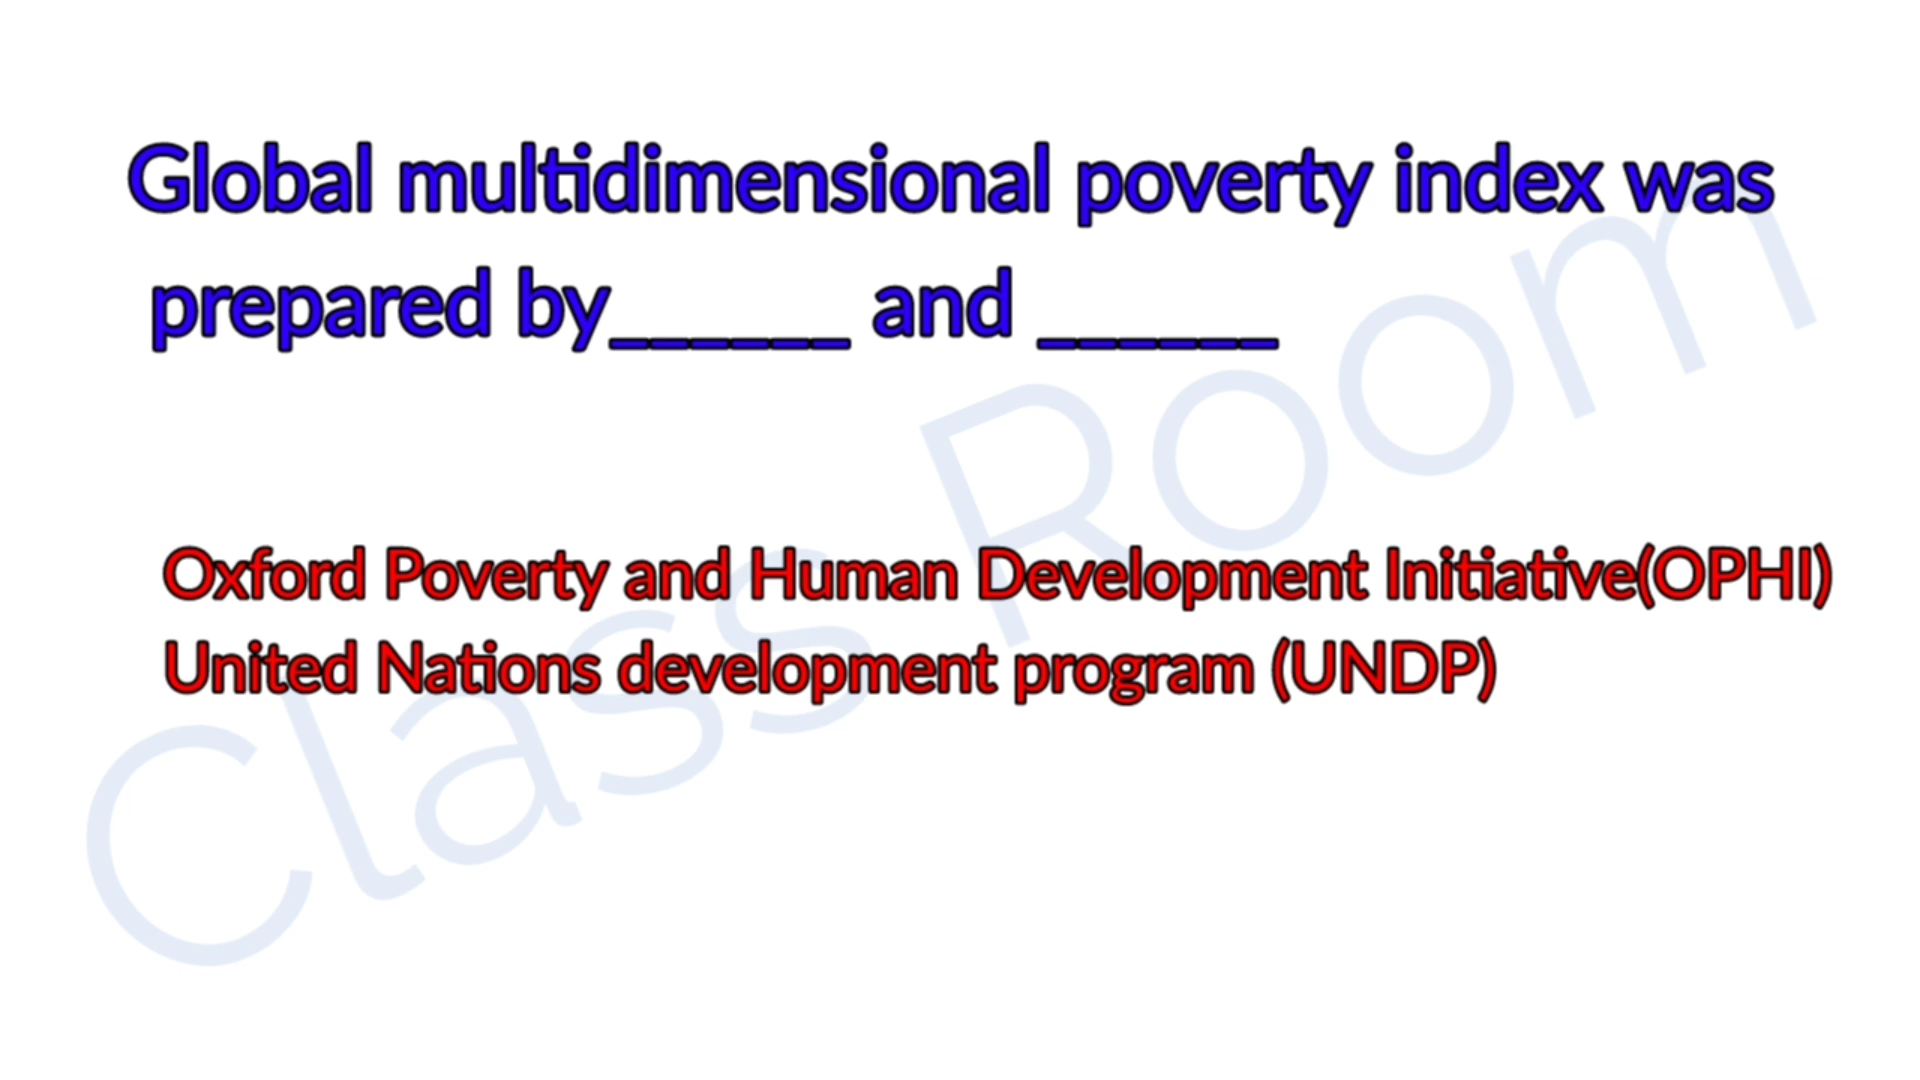 Global multidimensional poverty index was
prepared by______ and ______
Oxford Poverty and Human Development Initiative(OPHI)
United Nations development program (UNDP)
Class Room